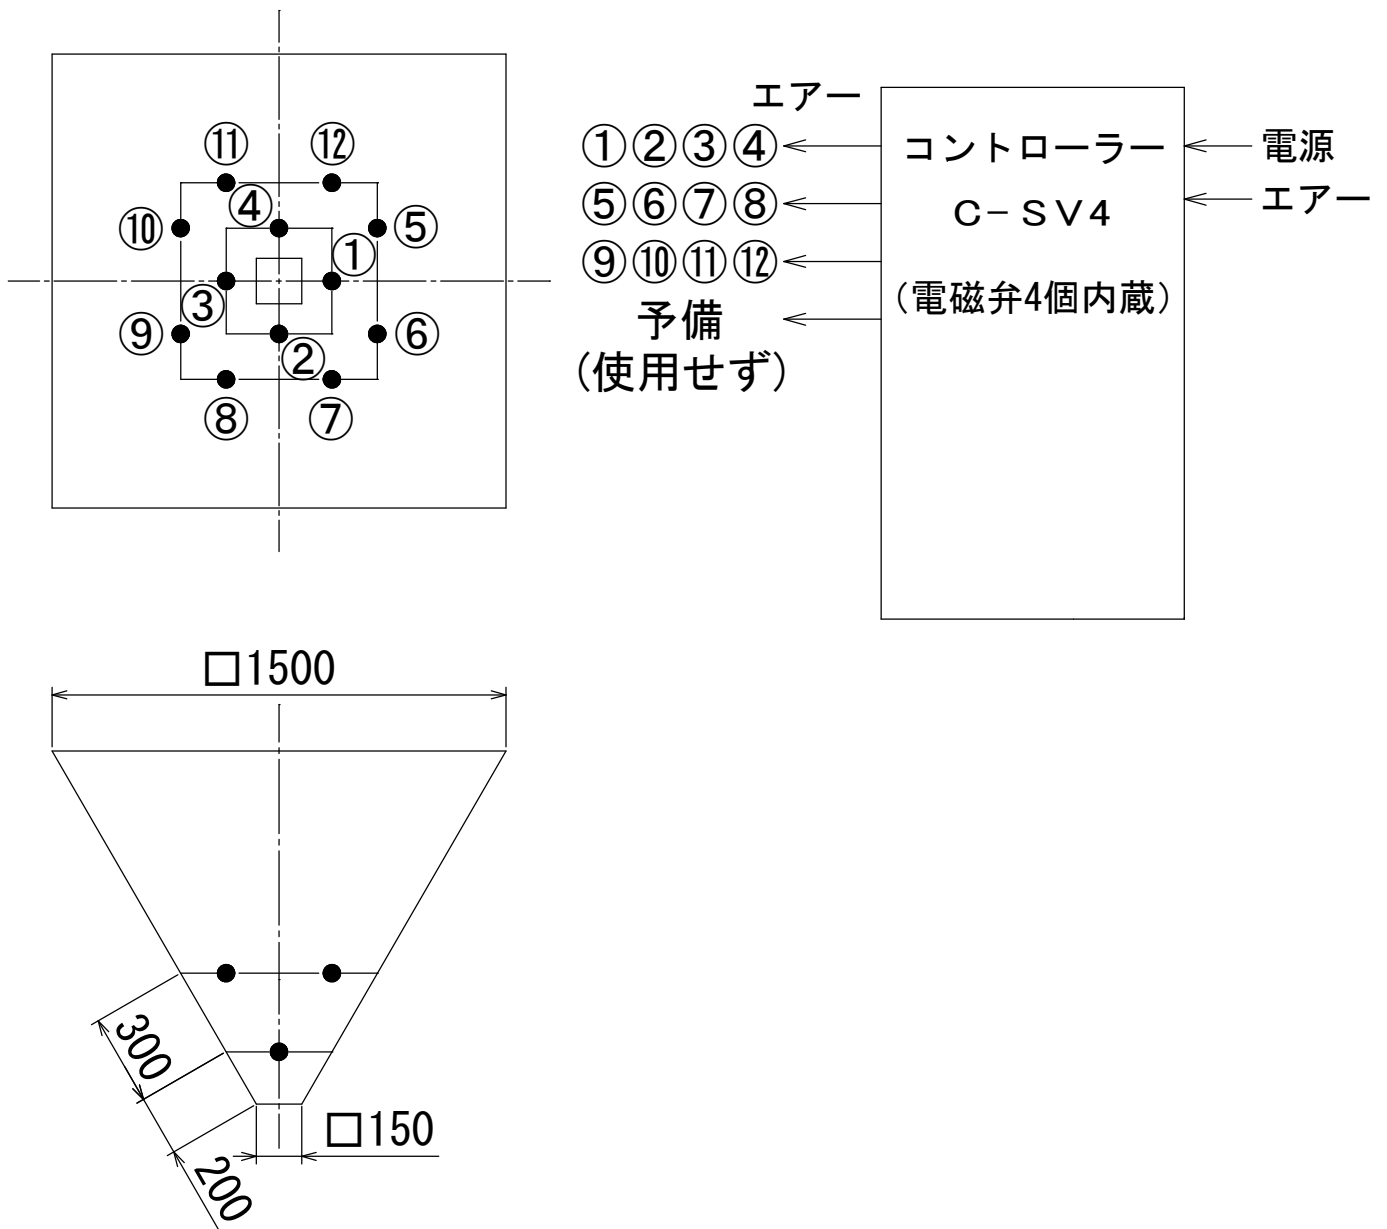 ⑪ ⑫
④
⑩ ⑤
①
③
⑨ ⑥
②
⑧ ⑦
エアー
①②③④
⑤⑥⑦⑧
⑨⑩⑪⑫
予備
(使用せず)
コントローラー
C-SV4
(電磁弁4個内蔵)
電源
エアー
□1500
300
200
□150